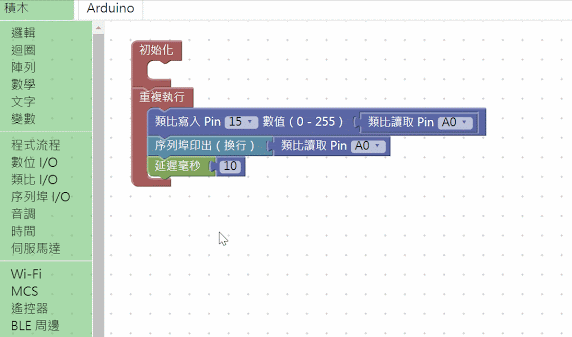 積木 Arduino
邏輯
迴圈
陣列
數學
文字
變數
程式流程
數位 I/O
類比 I/O
序列埠 I/O
音調
時間
伺服馬達
Wi-Fi
MCS
遙控器
BLE 周邊
初始化
重複執行
類比寫入 Pin 15 數值 ( 0 - 255 ) 類比讀取 Pin A0
序列埠印出 ( 換行 ) 類比讀取 Pin A0
延遲毫秒 10